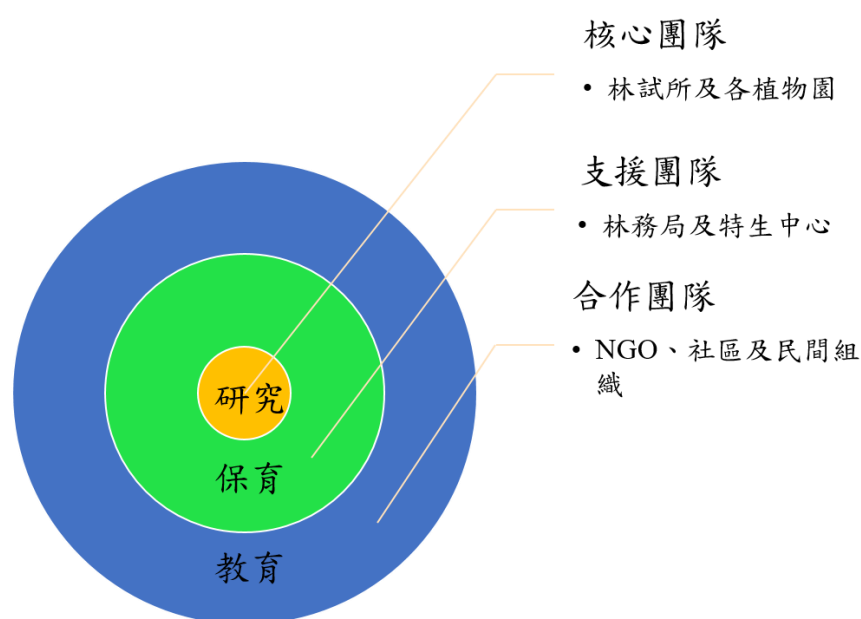 核心團隊
• 林試所及各植物園
支援團隊
• 林務局及特生中心
合作團隊
• NGO、社區及民間組
織
研究
保育
教育